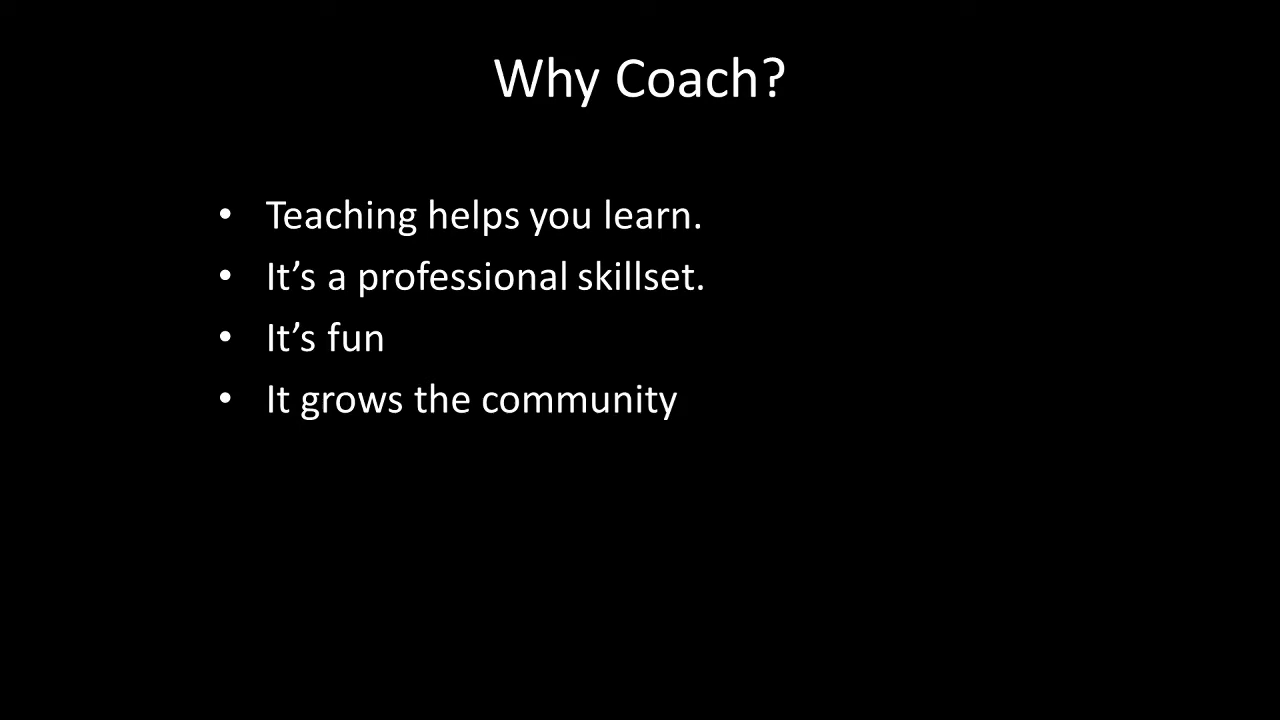 Why Coach?
• Teaching helps you learn.
• It’s a professional skillset.
• It’s fun
• It grows the community